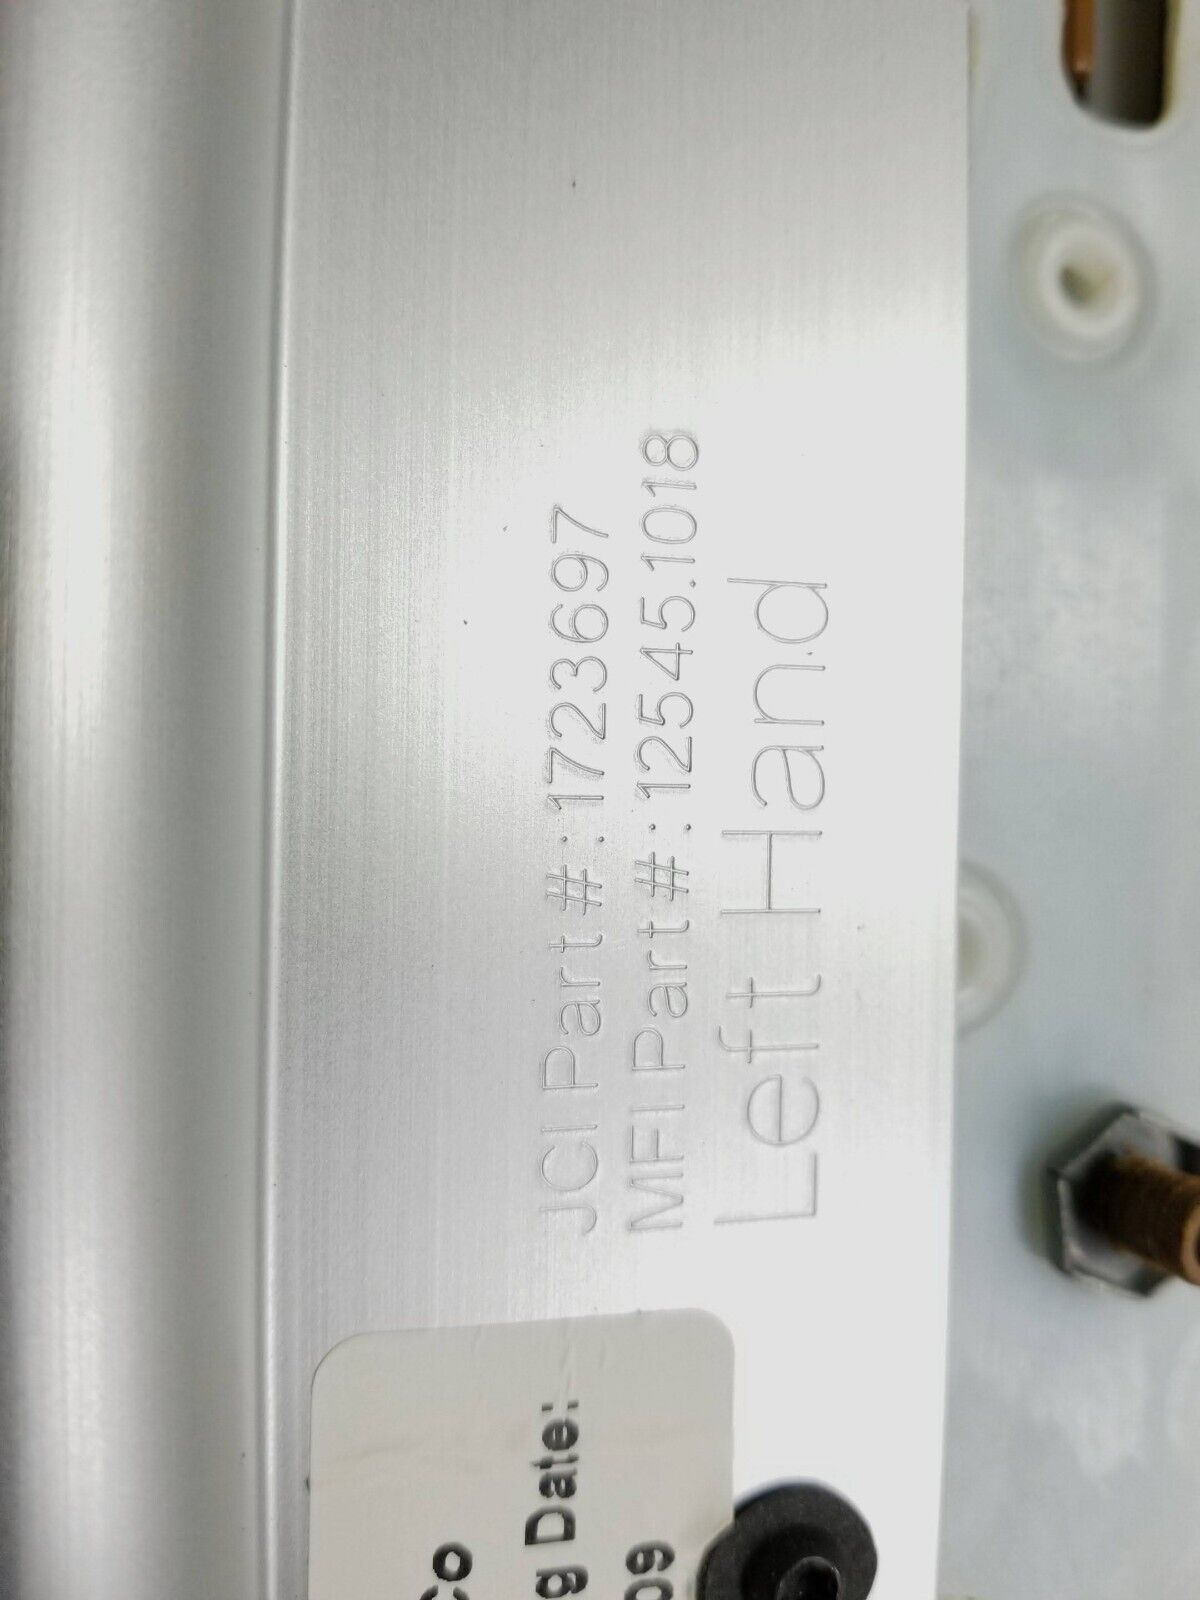 JCI Part#:1723697
MFI Part#:12545.1018
Left Hand
Co
g Date:
09